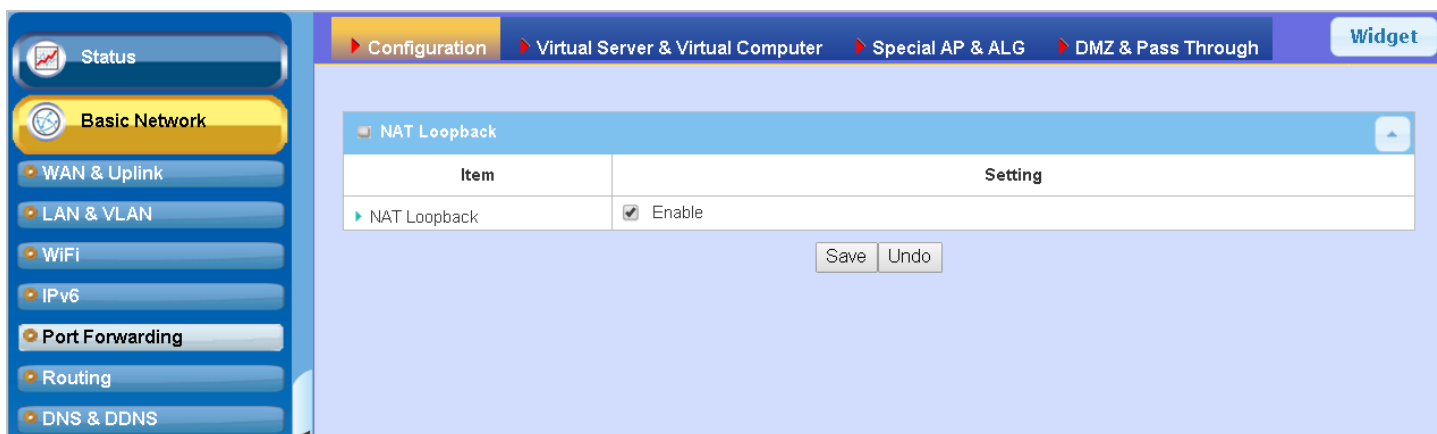 Status
Basic Network
WAN & Uplink
LAN & VLAN
WiFi
IPv6
Port Forwarding
Routing
DNS & DDNS
Configuration
Virtual Server & Virtual Computer
Special AP & ALG
DMZ & Pass Through
Widget
NAT Loopback
Item Setting
NAT Loopback Enable
Save Undo